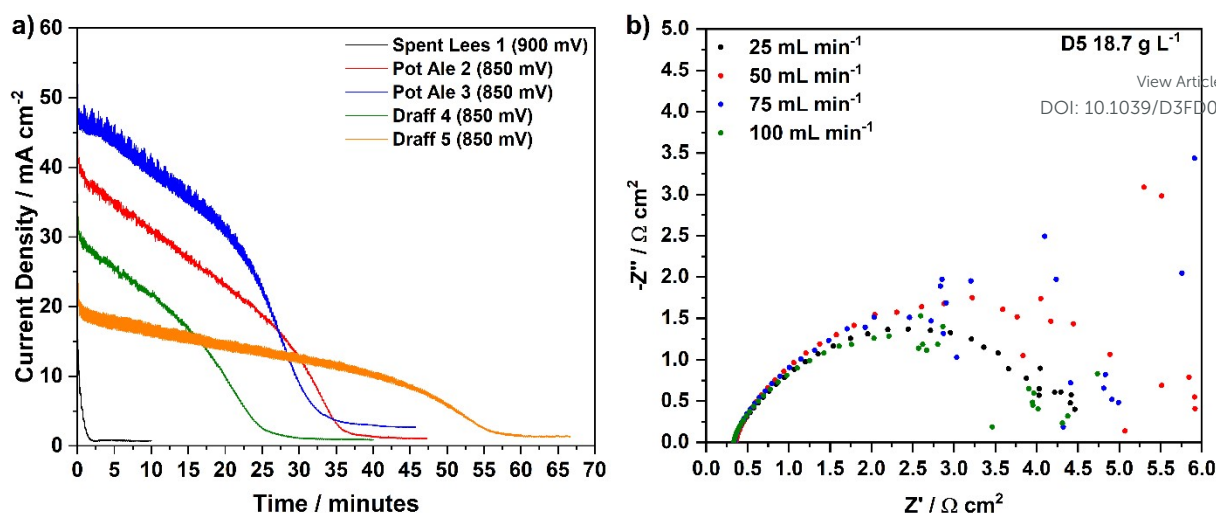 a)
60
50
40
30
20
10
0
Current Density / mA cm⁻²
0 5 10 15 20 25 30 35 40 45 50 55 60 65 70
Time / minutes
Spent Lees 1 (900 mV)
Pot Ale 2 (850 mV)
Pot Ale 3 (850 mV)
Draff 4 (850 mV)
Draff 5 (850 mV)
b)
5.0
4.5
4.0
3.5
3.0
2.5
2.0
1.5
1.0
0.5
0.0
-Z'' / Ω cm²
0.0 0.5 1.0 1.5 2.0 2.5 3.0 3.5 4.0 4.5 5.0 5.5 6.0
Z' / Ω cm²
25 mL min⁻¹
50 mL min⁻¹
75 mL min⁻¹
100 mL min⁻¹
D5 18.7 g L⁻¹
View Article
DOI: 10.1039/D3FD0